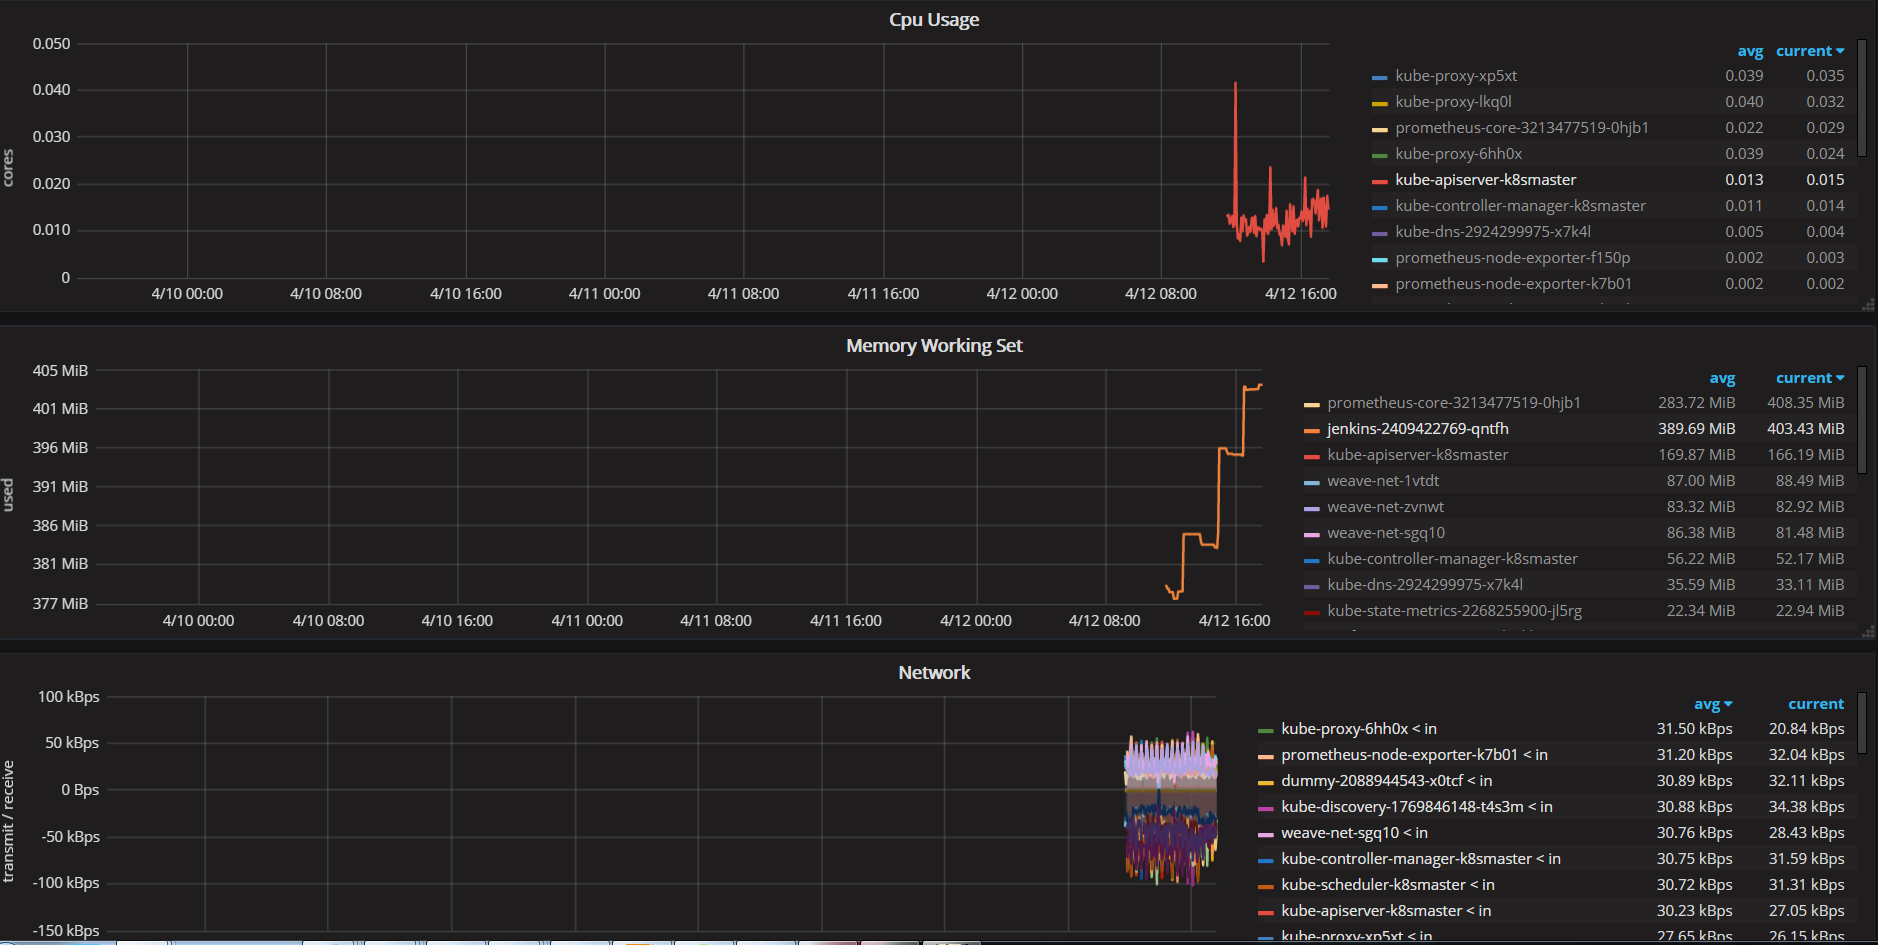 Cpu Usage
cores
0.050
0.040
0.030
0.020
0.010
0
4/10 00:00 4/10 08:00 4/10 16:00 4/11 00:00 4/11 08:00 4/11 16:00 4/12 00:00 4/12 08:00 4/12 16:00
avg current
kube-proxy-xp5xt 0.039 0.035
kube-proxy-lkq0l 0.040 0.032
prometheus-core-3213477519-0hjb1 0.022 0.029
kube-proxy-6hh0x 0.039 0.024
kube-apiserver-k8smaster 0.013 0.015
kube-controller-manager-k8smaster 0.011 0.014
kube-dns-2924299975-x7k4l 0.005 0.004
prometheus-node-exporter-f150p 0.002 0.003
prometheus-node-exporter-k7b01 0.002 0.002
Memory Working Set
used
405 MiB
401 MiB
396 MiB
391 MiB
386 MiB
381 MiB
377 MiB
4/10 00:00 4/10 08:00 4/10 16:00 4/11 00:00 4/11 08:00 4/11 16:00 4/12 00:00 4/12 08:00 4/12 16:00
avg current
prometheus-core-3213477519-0hjb1 283.72 MiB 408.35 MiB
jenkins-2409422769-qntfh 389.69 MiB 403.43 MiB
kube-apiserver-k8smaster 169.87 MiB 166.19 MiB
weave-net-1vtdt 87.00 MiB 88.49 MiB
weave-net-zvnwt 83.32 MiB 82.92 MiB
weave-net-sgq10 86.38 MiB 81.48 MiB
kube-controller-manager-k8smaster 56.22 MiB 52.17 MiB
kube-dns-2924299975-x7k4l 35.59 MiB 33.11 MiB
kube-state-metrics-2268255900-jl5rg 22.34 MiB 22.94 MiB
Network
transmit / receive
100 kBps
50 kBps
0 Bps
-50 kBps
-100 kBps
-150 kBps
avg current
kube-proxy-6hh0x < in 31.50 kBps 20.84 kBps
prometheus-node-exporter-k7b01 < in 31.20 kBps 32.04 kBps
dummy-2088944543-x0tcf < in 30.89 kBps 32.11 kBps
kube-discovery-1769846148-t4s3m < in 30.88 kBps 34.38 kBps
weave-net-sgq10 < in 30.76 kBps 28.43 kBps
kube-controller-manager-k8smaster < in 30.75 kBps 31.59 kBps
kube-scheduler-k8smaster < in 30.72 kBps 31.31 kBps
kube-apiserver-k8smaster < in 30.23 kBps 27.05 kBps
kube-proxy-xp5xt < in 27.65 kBps 26.15 kBps